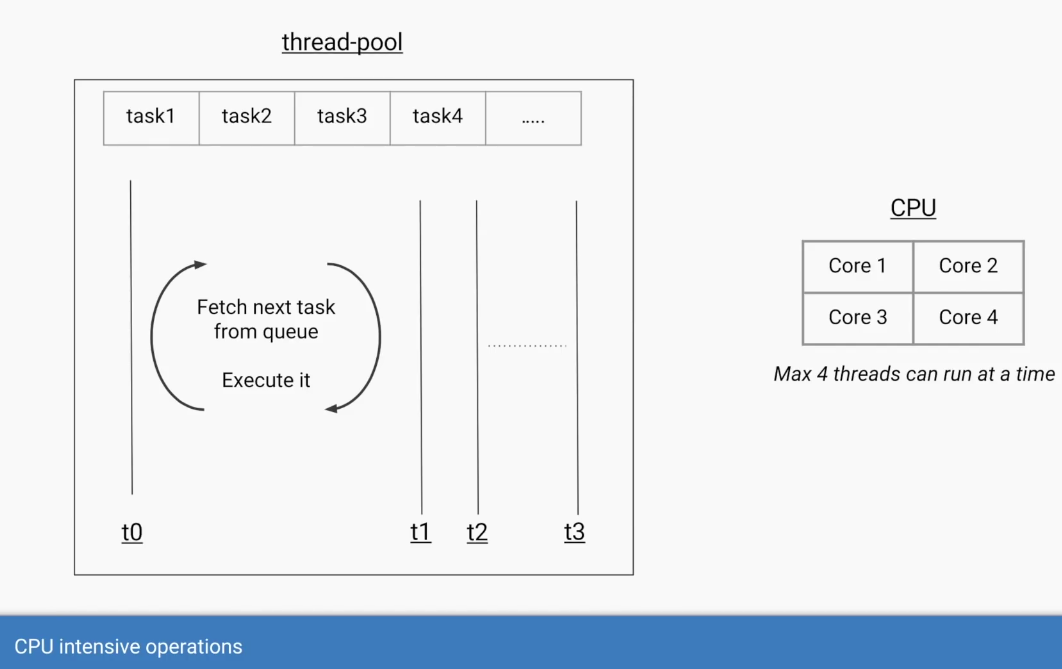 thread-pool
task1 task2 task3 task4 .....
Fetch next task
from queue
Execute it
t0 t1 t2 t3
CPU
Core 1 Core 2
Core 3 Core 4
Max 4 threads can run at a time
CPU intensive operations